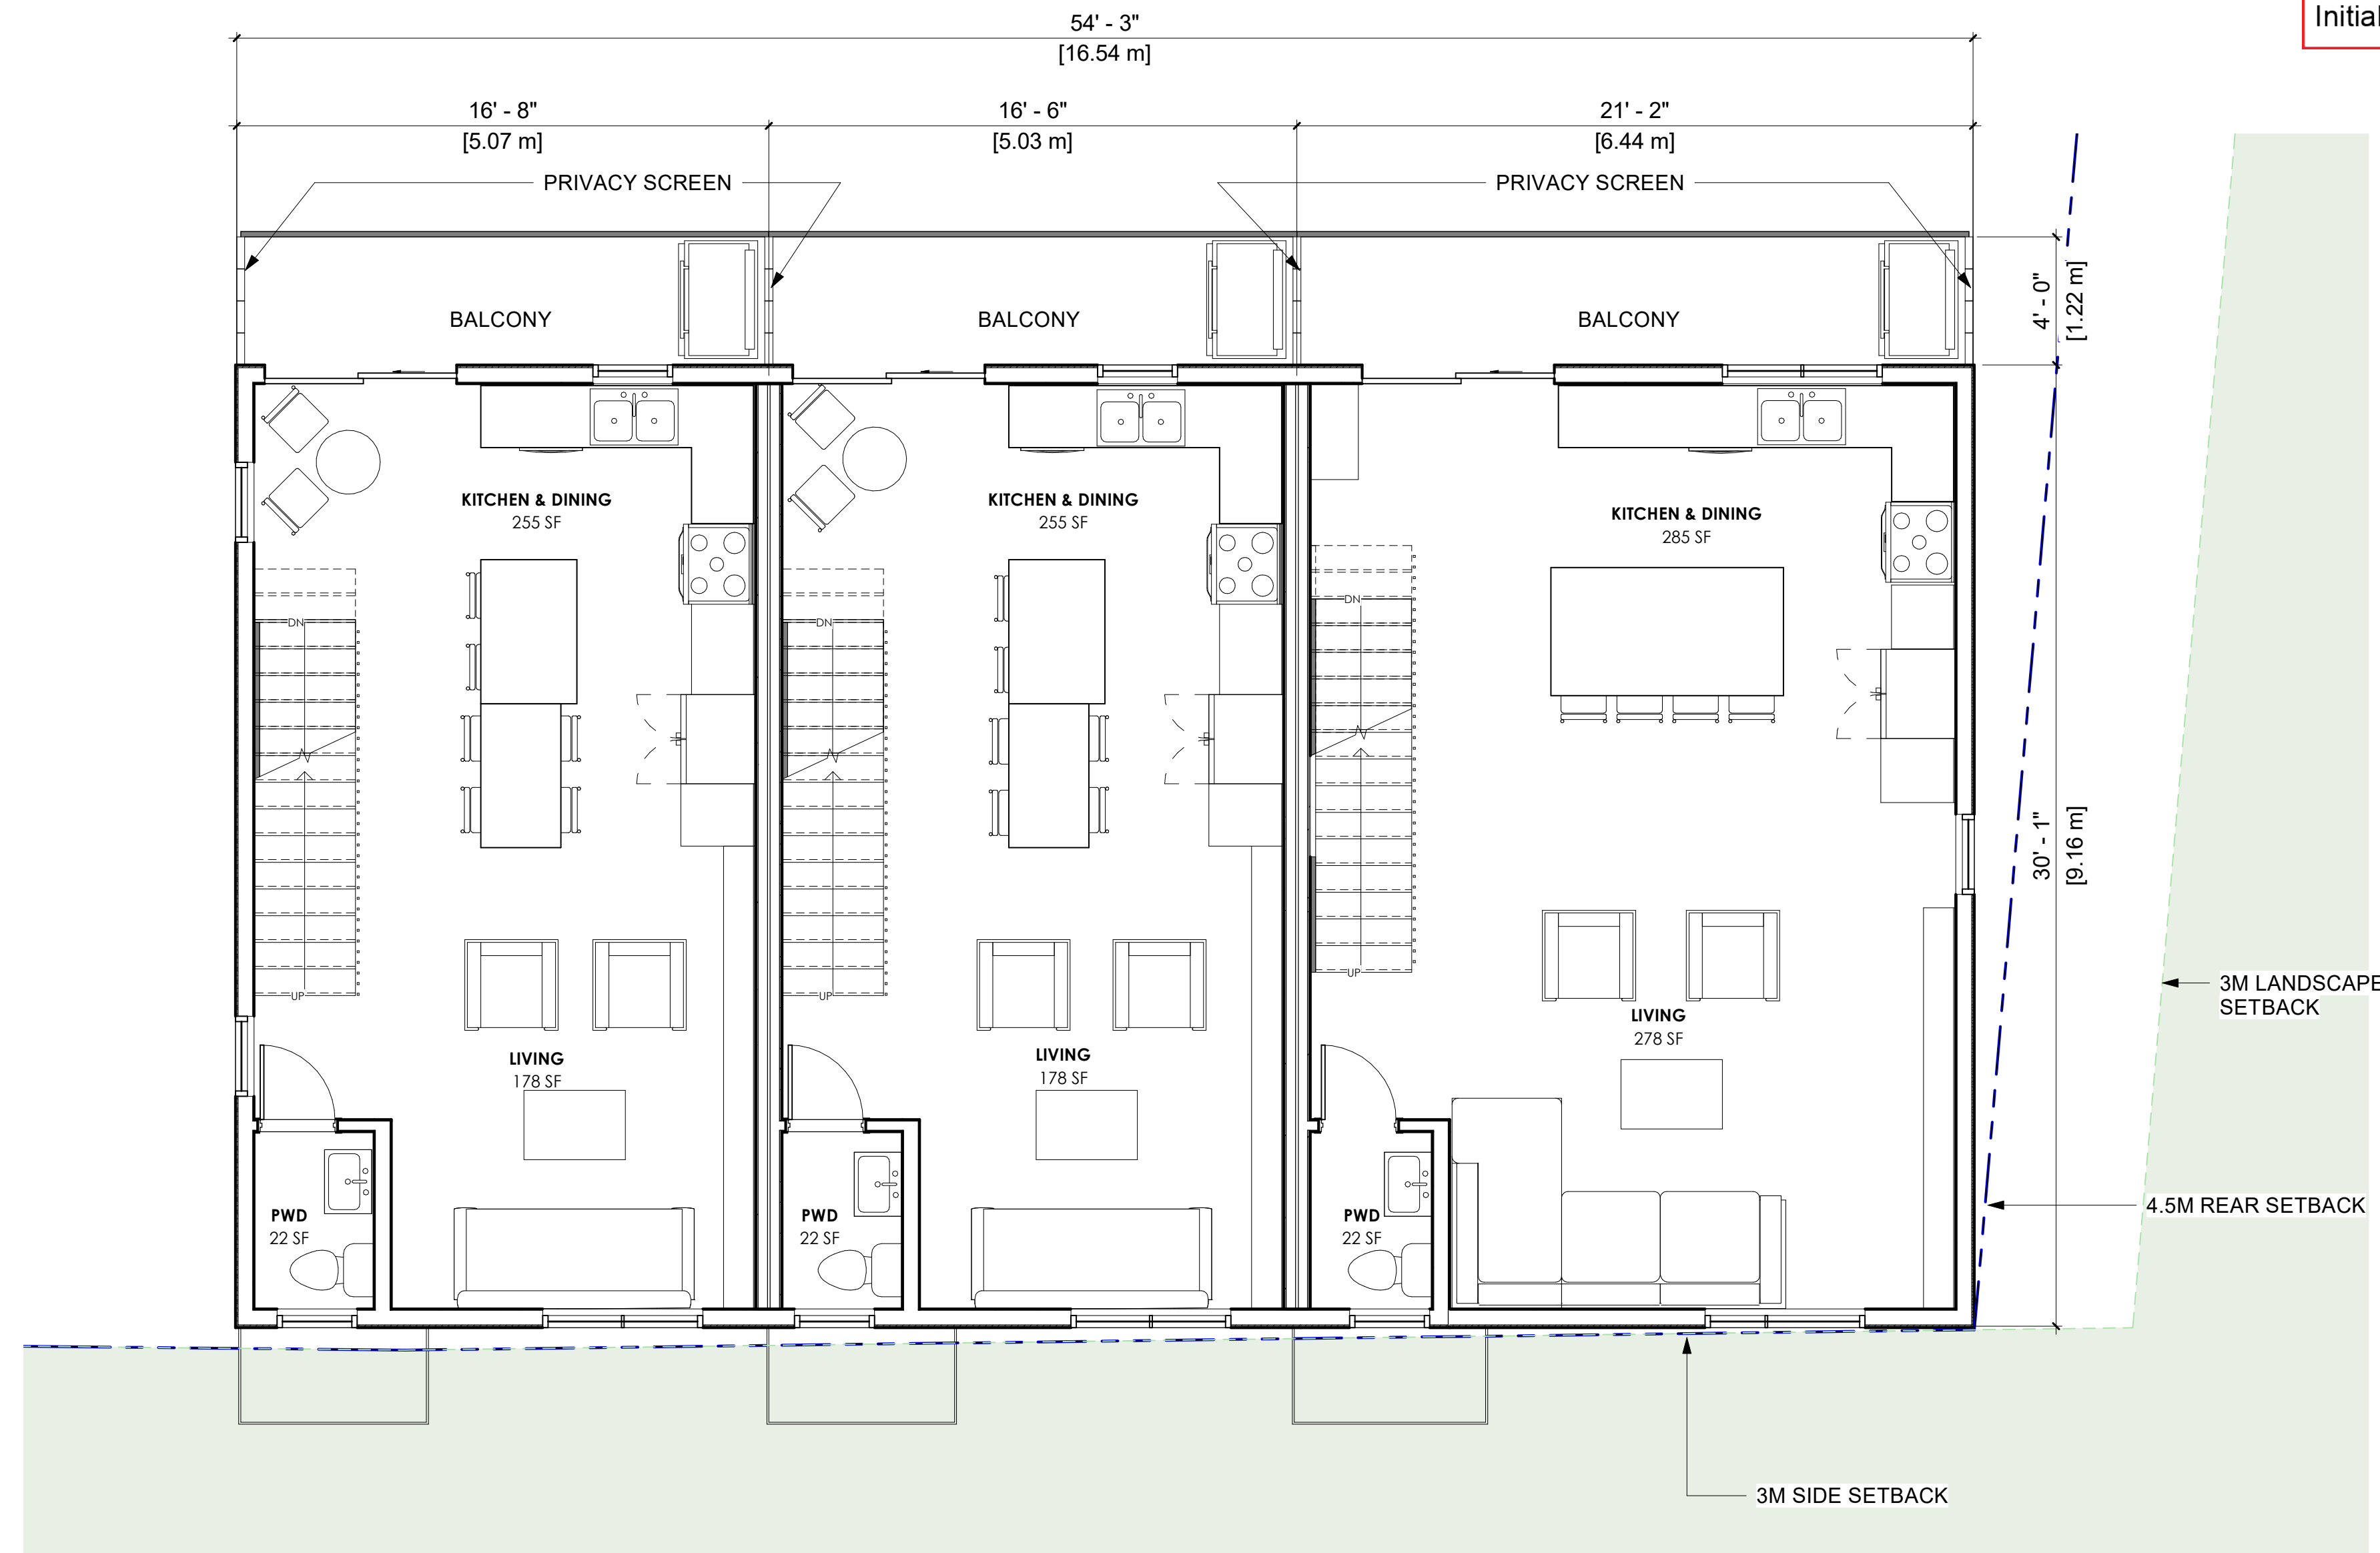 Initial
54' - 3"
[16.54 m]
16' - 8"
[5.07 m]
16' - 6"
[5.03 m]
21' - 2"
[6.44 m]
PRIVACY SCREEN
PRIVACY SCREEN
4' - 0"
[1.22 m]
BALCONY
BALCONY
BALCONY
KITCHEN & DINING
255 SF
KITCHEN & DINING
255 SF
KITCHEN & DINING
285 SF
DN
DN
DN
30' - 1"
[9.16 m]
UP
UP
UP
3M LANDSCAPE
SETBACK
LIVING
178 SF
LIVING
178 SF
LIVING
278 SF
PWD
22 SF
PWD
22 SF
PWD
22 SF
4.5M REAR SETBACK
3M SIDE SETBACK